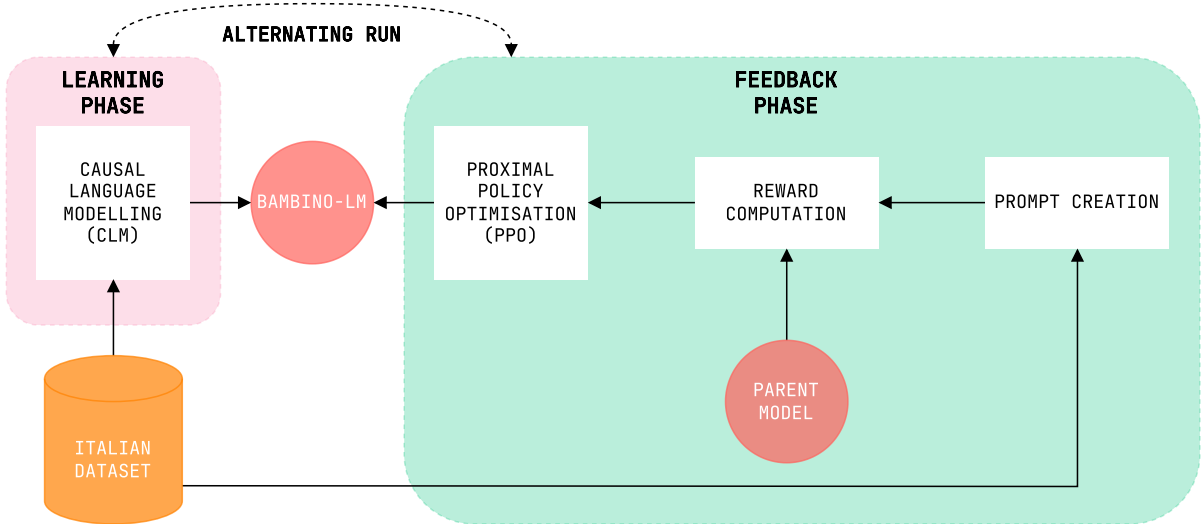 ALTERNATING RUN
LEARNING
PHASE
CAUSAL
LANGUAGE
MODELLING
(CLM)
BAMBINO-LM
FEEDBACK
PHASE
PROXIMAL
POLICY
OPTIMISATION
(PPO)
REWARD
COMPUTATION
PROMPT CREATION
PARENT
MODEL
ITALIAN
DATASET